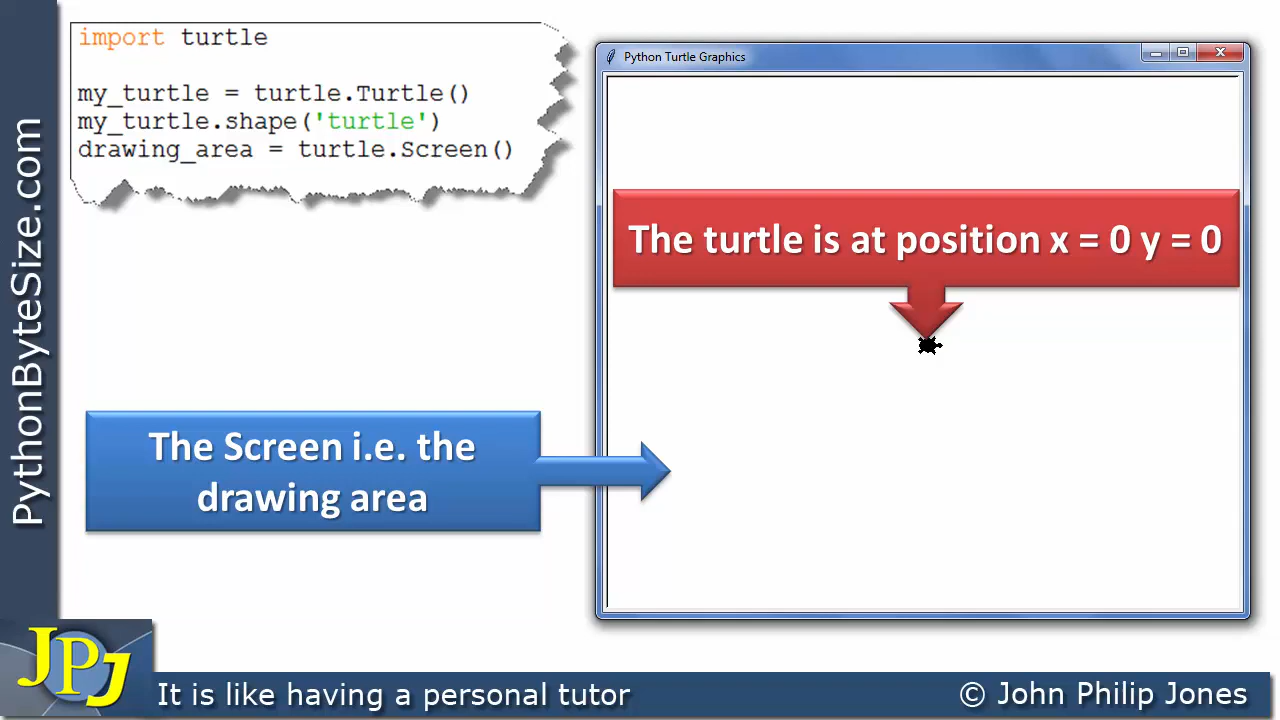 import turtle
my_turtle = turtle.Turtle()
my_turtle.shape('turtle')
drawing_area = turtle.Screen()
Python Turtle Graphics
The turtle is at position x = 0 y = 0
The Screen i.e. the
drawing area
PythonByteSize.com
JPJ
It is like having a personal tutor
© John Philip Jones